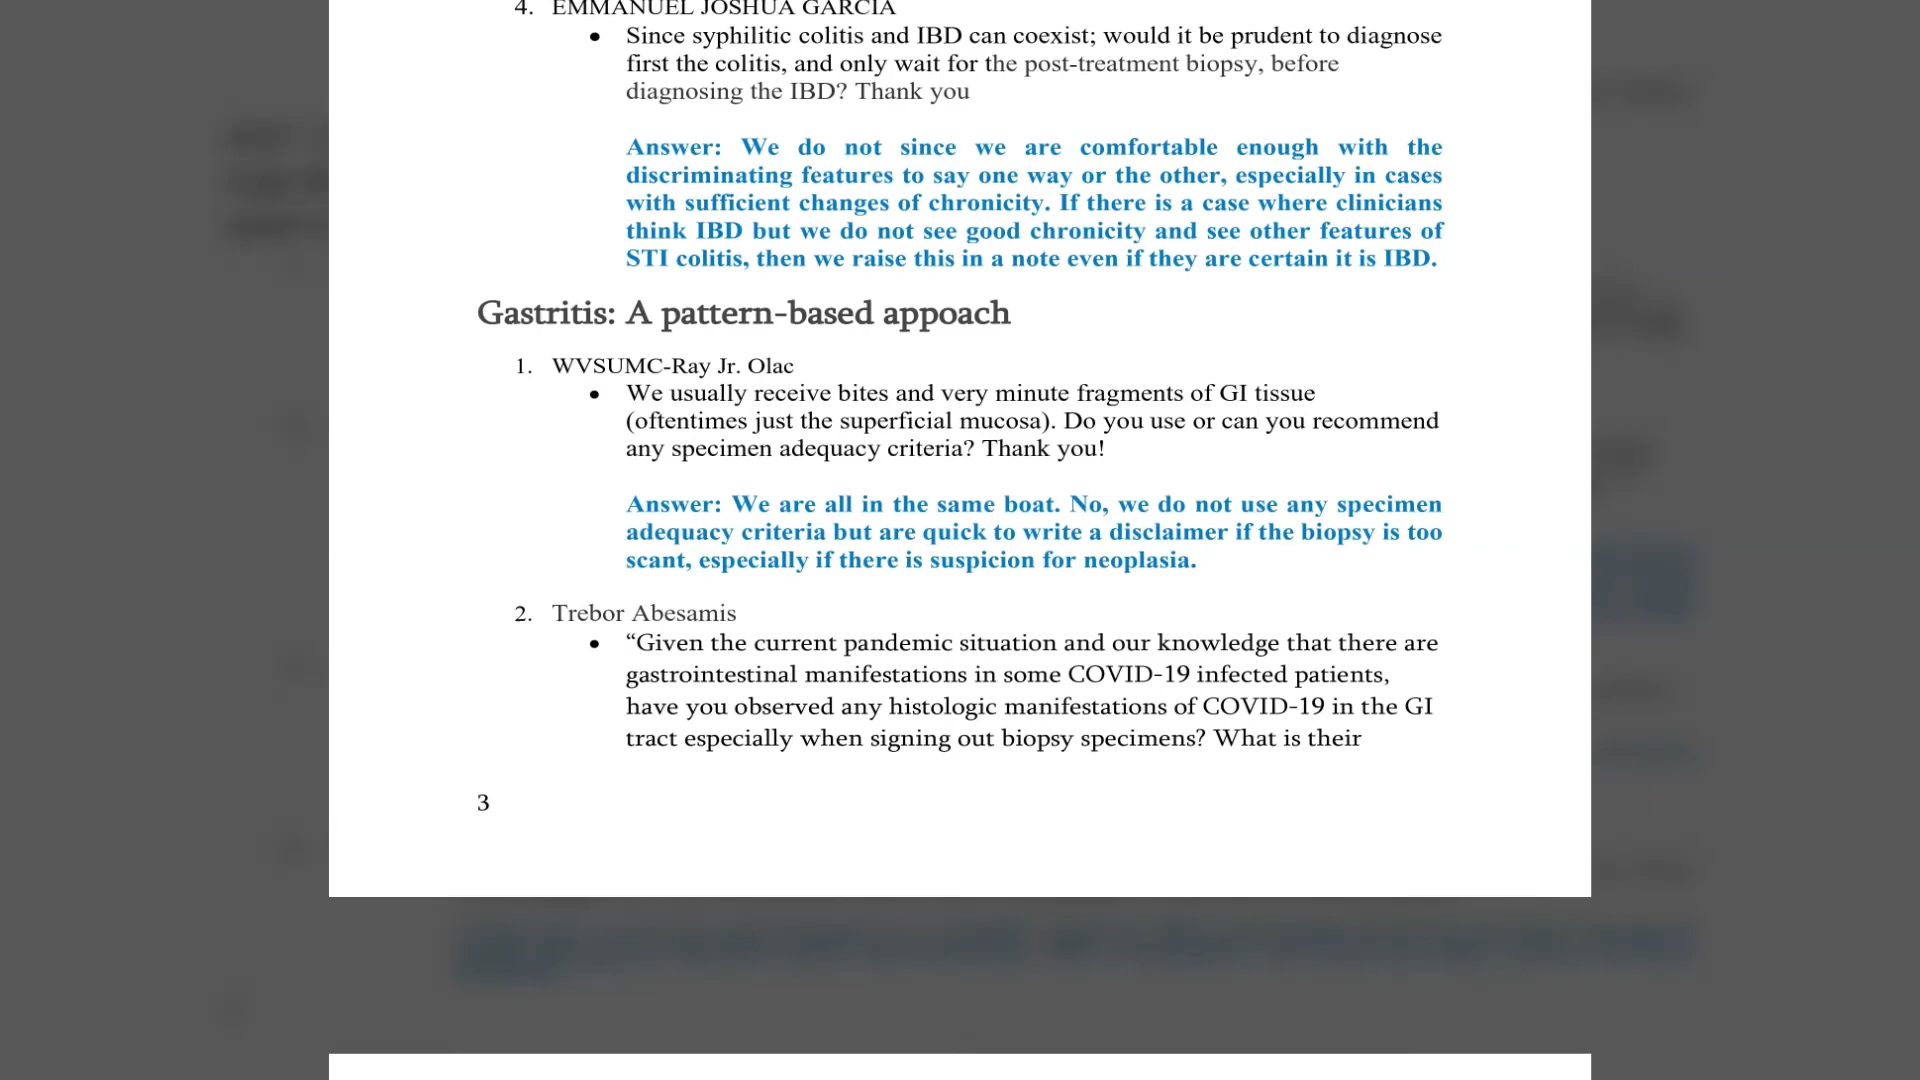 4. EMMANUEL JOSHUA GARCIA
• Since syphilitic colitis and IBD can coexist; would it be prudent to diagnose
first the colitis, and only wait for the post-treatment biopsy, before
diagnosing the IBD? Thank you
Answer: We do not since we are comfortable enough with the
discriminating features to say one way or the other, especially in cases
with sufficient changes of chronicity. If there is a case where clinicians
think IBD but we do not see good chronicity and see other features of
STI colitis, then we raise this in a note even if they are certain it is IBD.
Gastritis: A pattern-based appoach
1. WVSUMC-Ray Jr. Olac
• We usually receive bites and very minute fragments of GI tissue
(oftentimes just the superficial mucosa). Do you use or can you recommend
any specimen adequacy criteria? Thank you!
Answer: We are all in the same boat. No, we do not use any specimen
adequacy criteria but are quick to write a disclaimer if the biopsy is too
scant, especially if there is suspicion for neoplasia.
2. Trebor Abesamis
• “Given the current pandemic situation and our knowledge that there are
gastrointestinal manifestations in some COVID-19 infected patients,
have you observed any histologic manifestations of COVID-19 in the GI
tract especially when signing out biopsy specimens? What is their
3